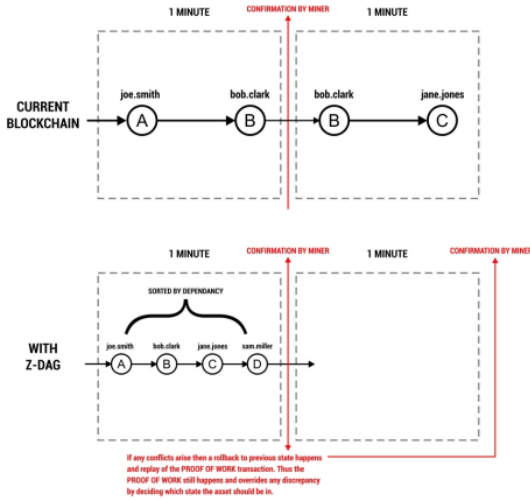 1 MINUTE CONFIRMATION BY MINER 1 MINUTE
joe.smith bob.clark bob.clark jane.jones
CURRENT
BLOCKCHAIN
A B B C
1 MINUTE CONFIRMATION BY MINER 1 MINUTE CONFIRMATION BY MINER
SORTED BY DEPENDANCY
joe.smith bob.clark jane.jones sam.miller
WITH
Z-DAG
A B C D
If any conflicts arise then a rollback to previous state happens
and replay of the PROOF OF WORK transaction. Thus the
PROOF OF WORK still happens and overrides any discrepancy
by deciding which state the asset should be in.